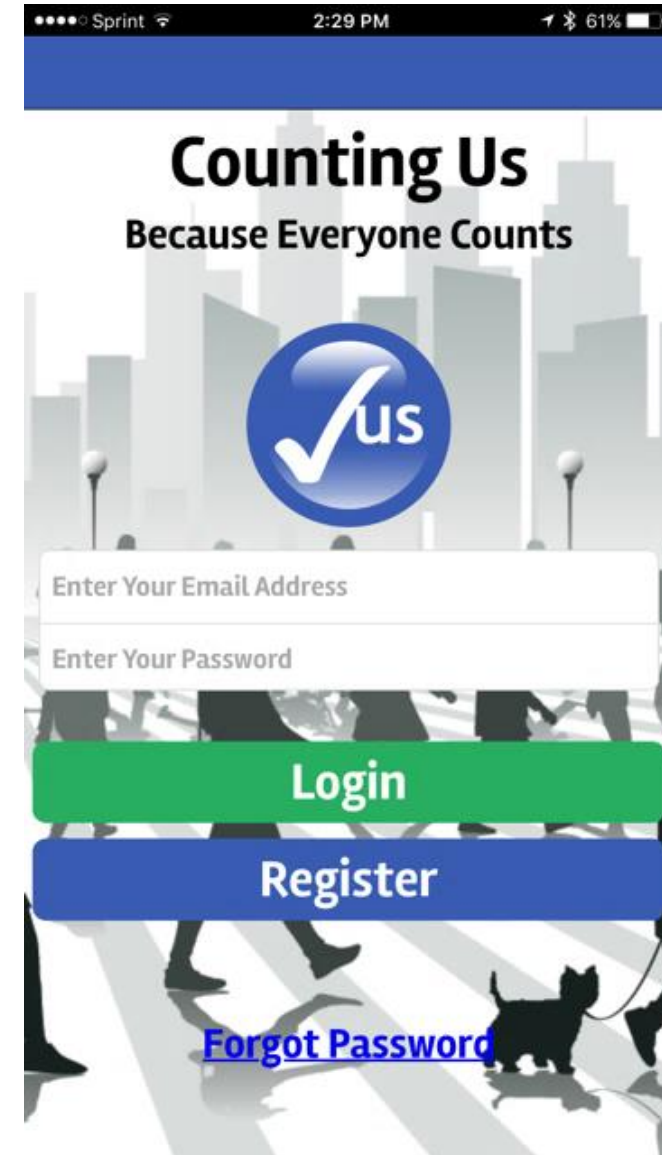 Sprint 2:29 PM 61%
Counting Us
Because Everyone Counts
us
Enter Your Email Address
Enter Your Password
Login
Register
Forgot Password